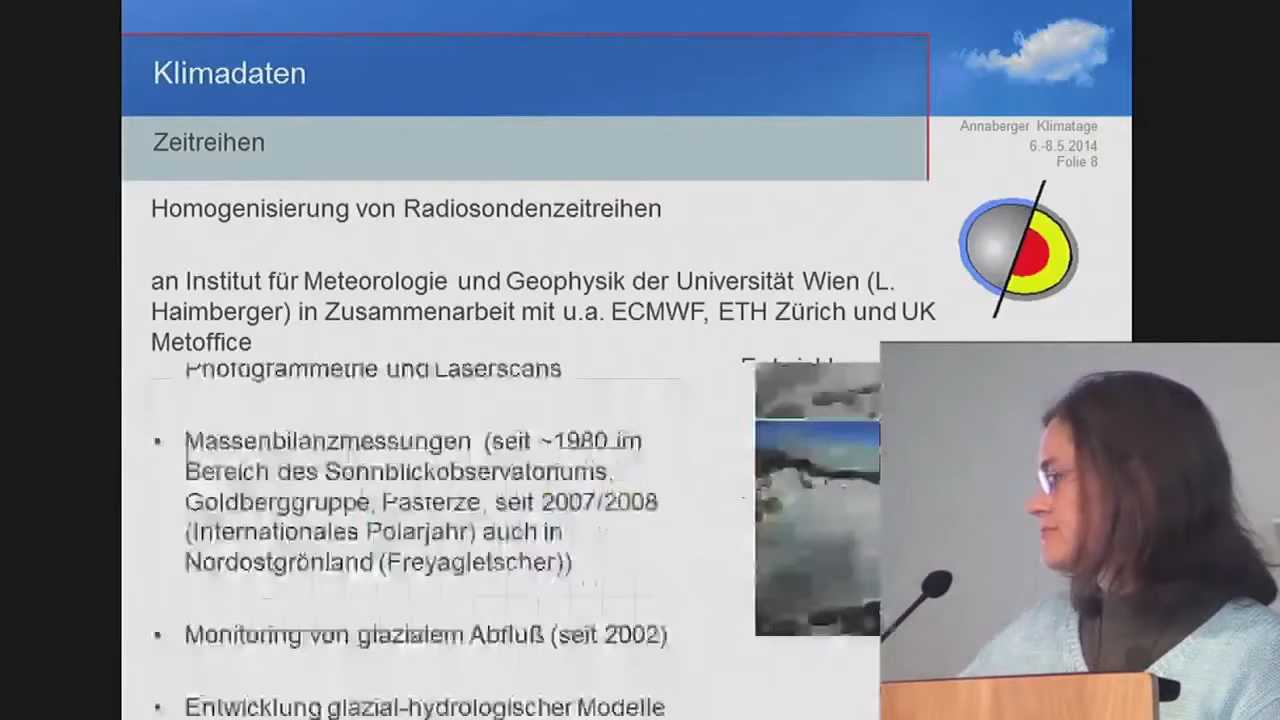 Klimadaten
Zeitreihen
Annaberger Klimatage
6.-8.5.2014
Folie 8
Homogenisierung von Radiosondenzeitreihen
an Institut für Meteorologie und Geophysik der Universität Wien (L.
Haimberger) in Zusammenarbeit mit u.a. ECMWF, ETH Zürich und UK
Metoffice
Photogrammetrie und Laserscans
• Massenbilanzmessungen (seit ~1980 im
Bereich des Sonnblickobservatoriums,
Goldberggruppe, Pasterze, seit 2007/2008
(Internationales Polarjahr) auch in
Nordostgrönland (Freyagletscher))
• Monitoring von glazialem Abfluß (seit 2002)
• Entwicklung glazial-hydrologischer Modelle